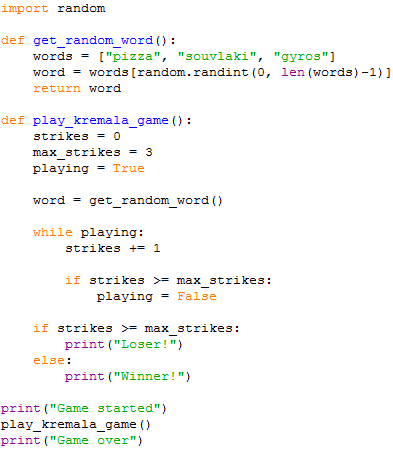 import random

def get_random_word():
    words = ["pizza", "souvlaki", "gyros"]
    word = words[random.randint(0, len(words)-1)]
    return word

def play_kremala_game():
    strikes = 0
    max_strikes = 3
    playing = True

    word = get_random_word()

    while playing:
        strikes += 1

        if strikes >= max_strikes:
            playing = False

    if strikes >= max_strikes:
        print("Loser!")
    else:
        print("Winner!")

print("Game started")
play_kremala_game()
print("Game over")